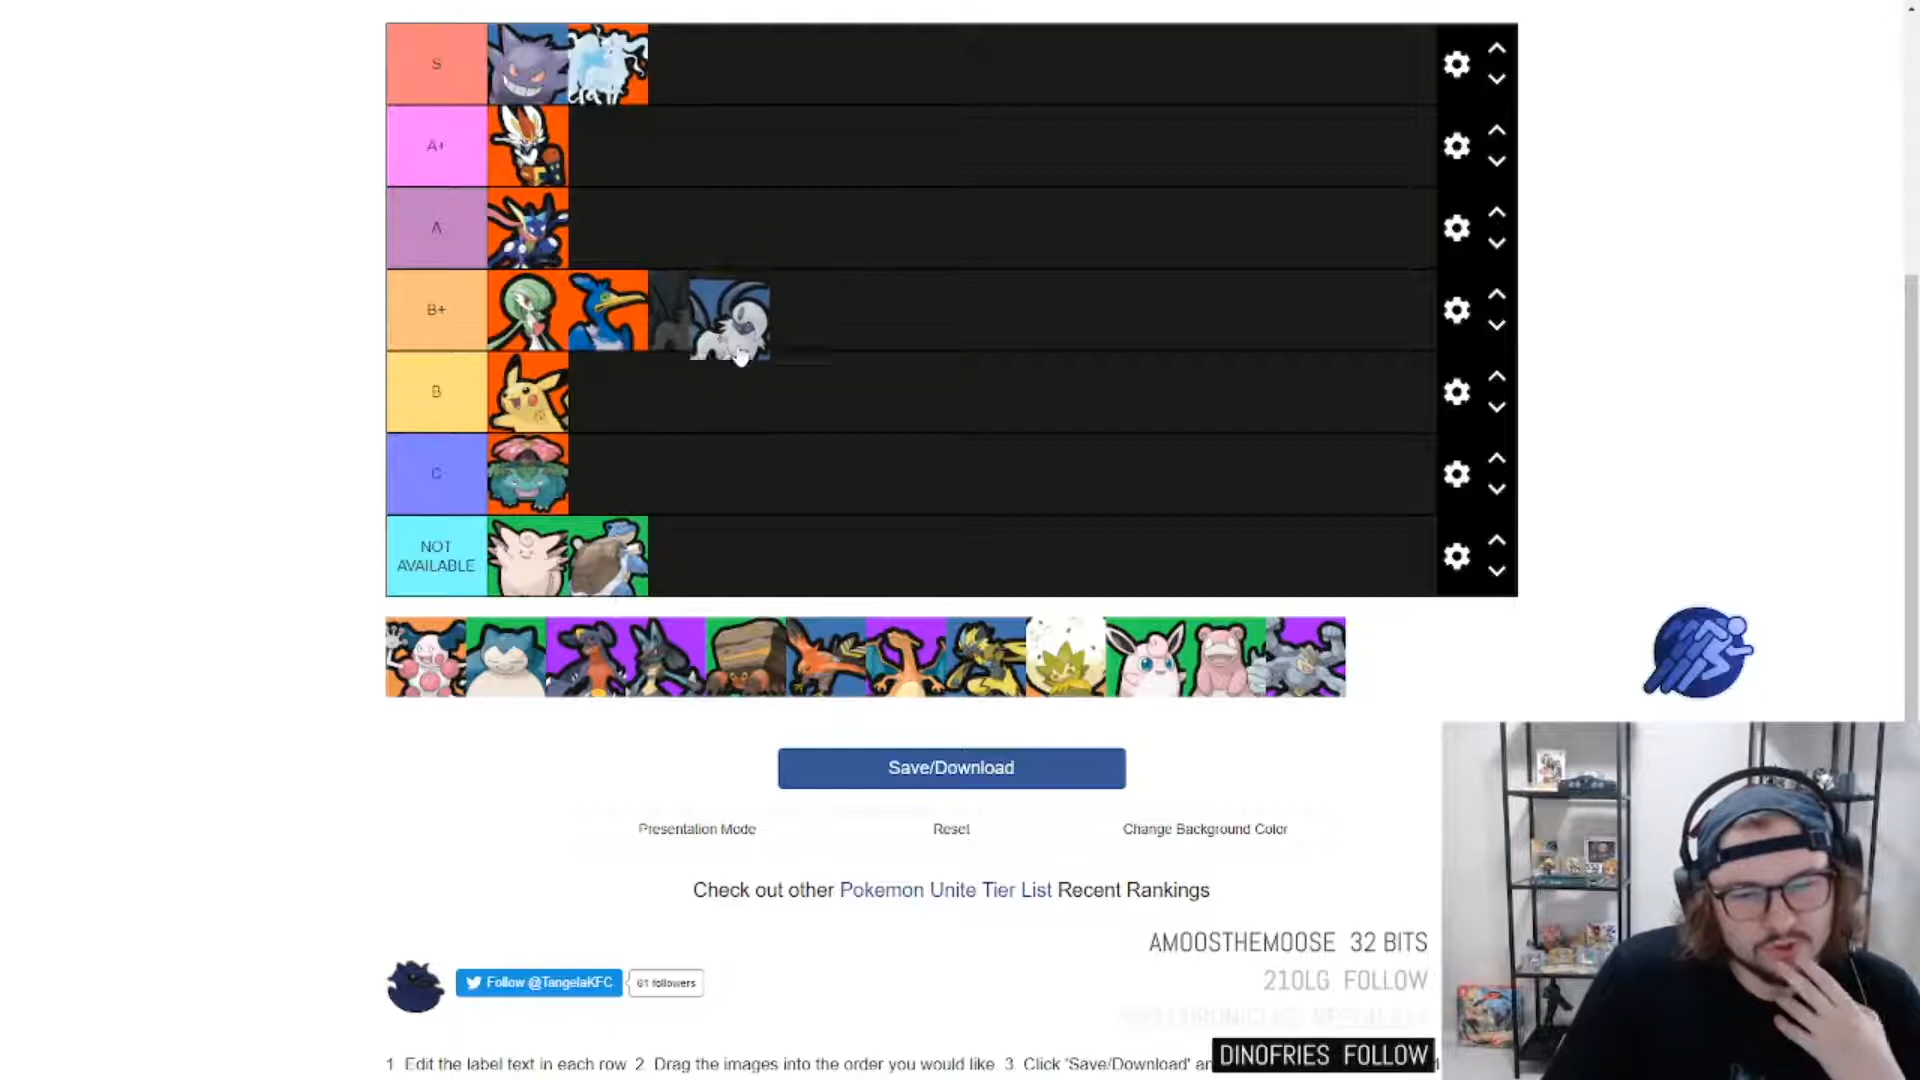 S
A+
A
B+
B
C
NOT
AVAILABLE
Save/Download
Presentation Mode
Reset
Change Background Color
Check out other Pokemon Unite Tier List Recent Rankings
AMOOSTHEMOOSE 32 BITS
210LG FOLLOW
Follow @TangelaKFC
61 followers
DINOFRIES FOLLOW
1 Edit the label text in each row 2 Drag the images into the order you would like 3 Click 'Save/Download'